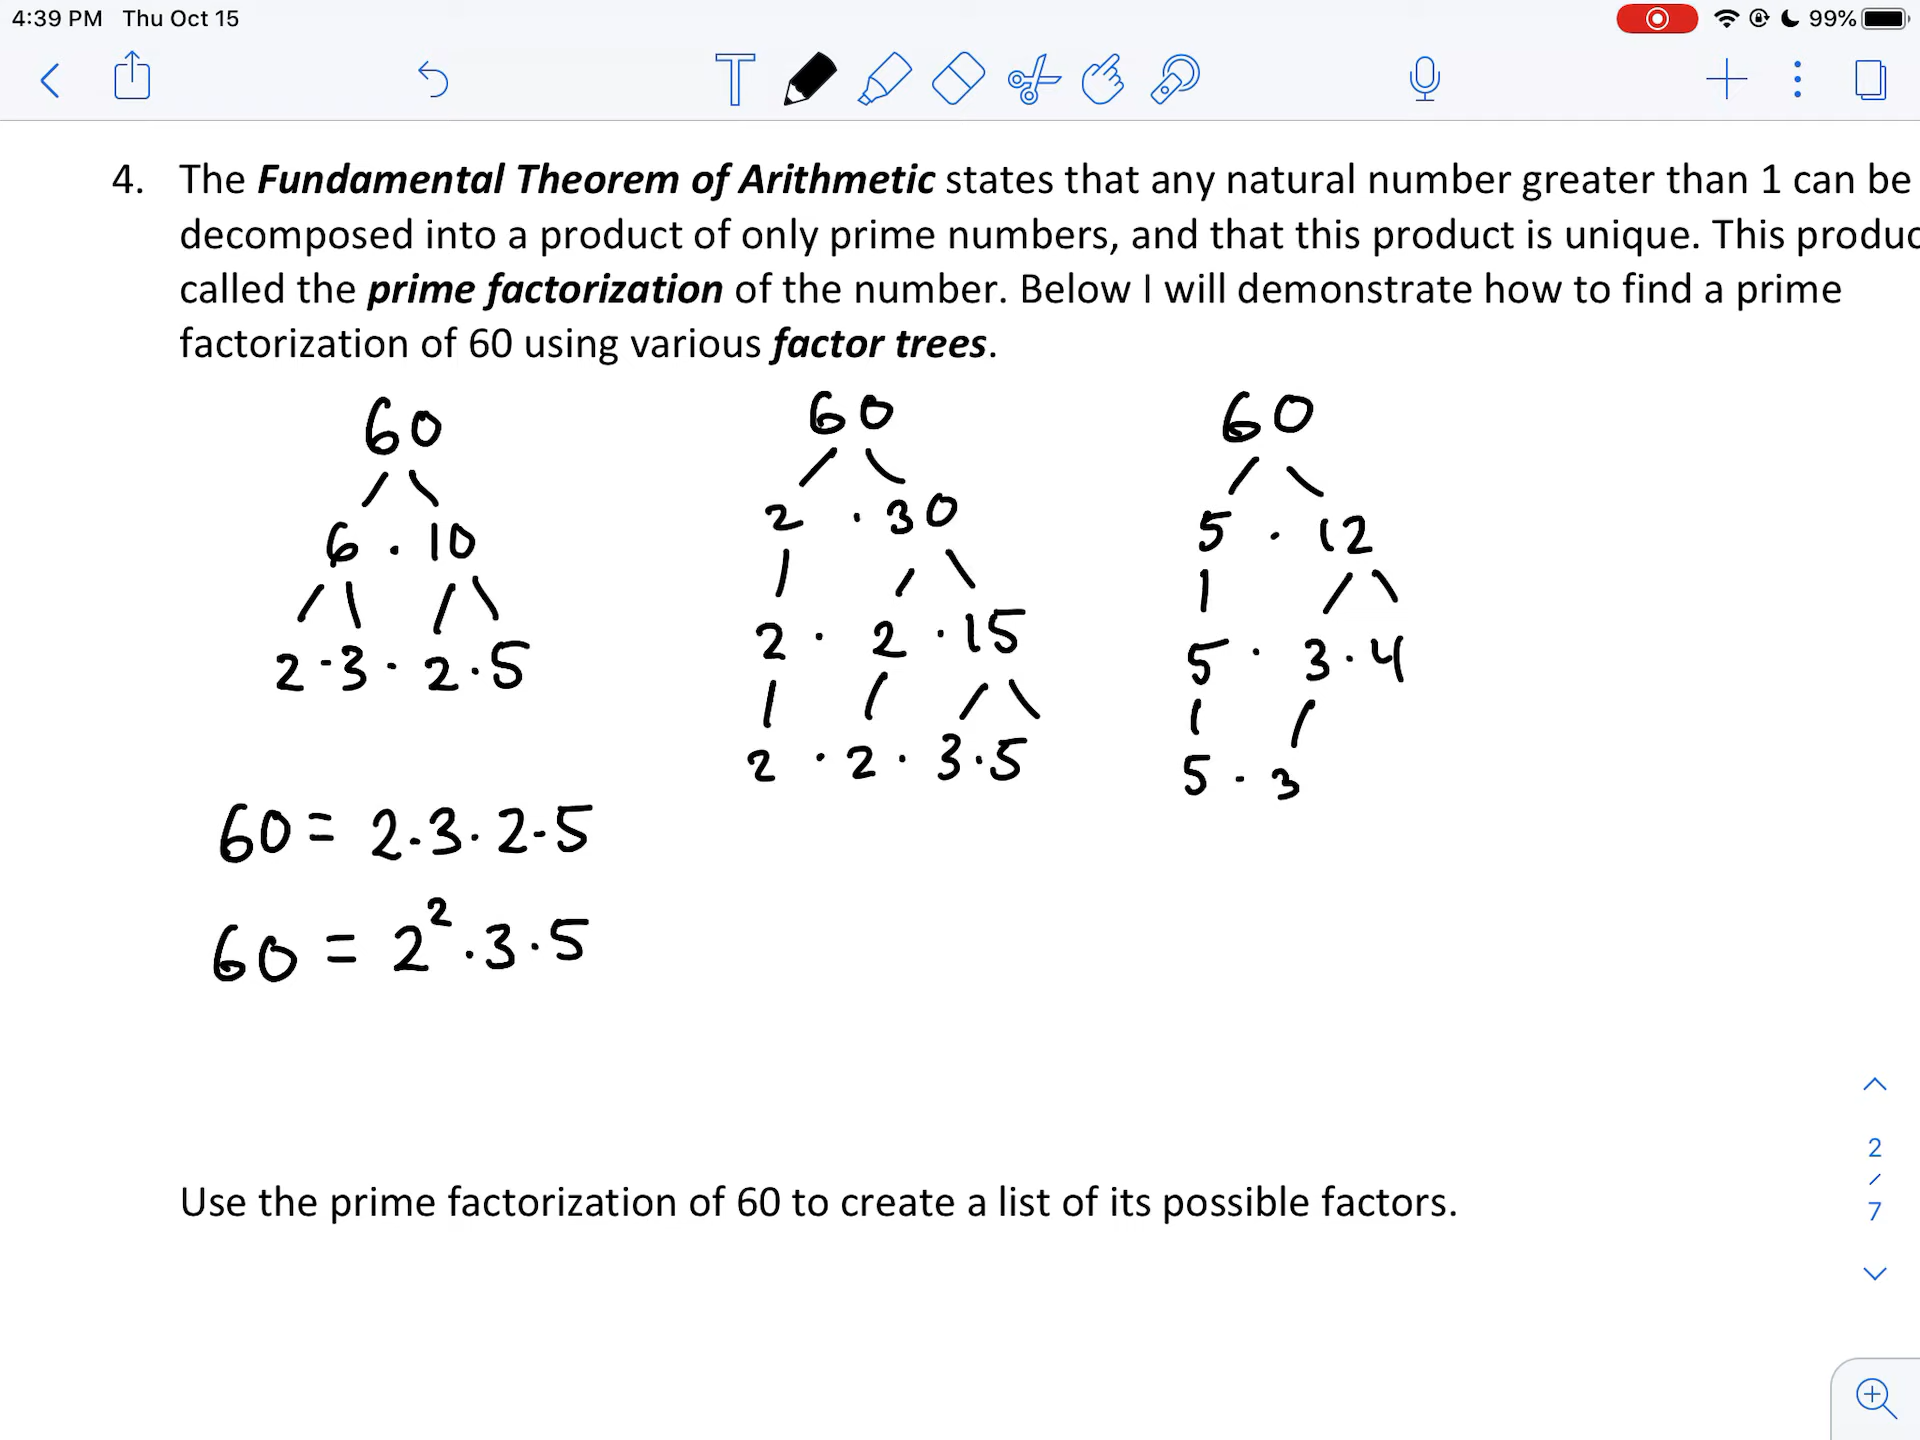 4:39 PM Thu Oct 15
99%
4. The Fundamental Theorem of Arithmetic states that any natural number greater than 1 can be
decomposed into a product of only prime numbers, and that this product is unique. This produc
called the prime factorization of the number. Below I will demonstrate how to find a prime
factorization of 60 using various factor trees.
60
6 . 10
2 · 3 · 2 · 5
60 = 2 · 3 · 2 · 5
60 = 2² · 3 · 5
60
2 · 30
2 · 2 · 15
2 · 2 · 3 · 5
60
5 · 12
5 · 3 · 4
5 · 3
Use the prime factorization of 60 to create a list of its possible factors.
2
/
7